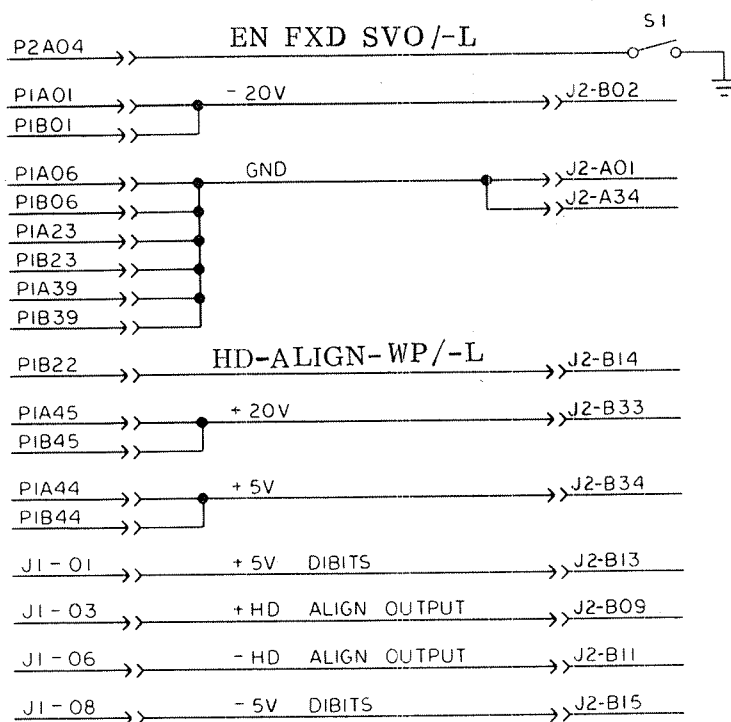 S1
P2A04 EN FXD SVO/-L
P1A01 - 20V J2-B02
P1B01
P1A06 GND J2-A01
P1B06 J2-A34
P1A23
P1B23
P1A39
P1B39
P1B22 HD-ALIGN-WP/-L J2-B14
P1A45 + 20V J2-B33
P1B45
P1A44 + 5V J2-B34
P1B44
J1-01 + 5V DIBITS J2-B13
J1-03 + HD ALIGN OUTPUT J2-B09
J1-06 - HD ALIGN OUTPUT J2-B11
J1-08 - 5V DIBITS J2-B15